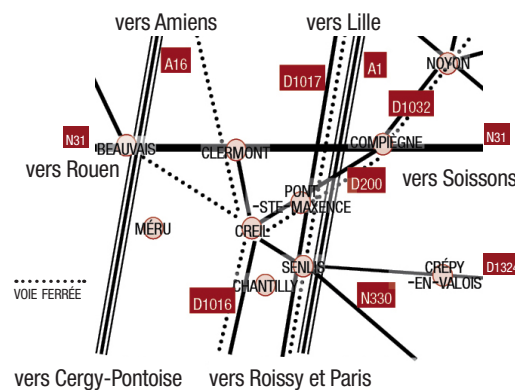 vers Amiens
vers Lille
A16
A1
D1017
NOYON
D1032
N31
BEAUVAIS
CLERMONT
COMPIÈGNE
N31
vers Rouen
D200
vers Soissons
PONT
-STE-MAXENCE
MÉRU
CREIL
SENLIS
CRÉPY
-EN-VALOIS
D1324
VOIE FERRÉE
CHANTILLY
D1016
N330
vers Cergy-Pontoise
vers Roissy et Paris